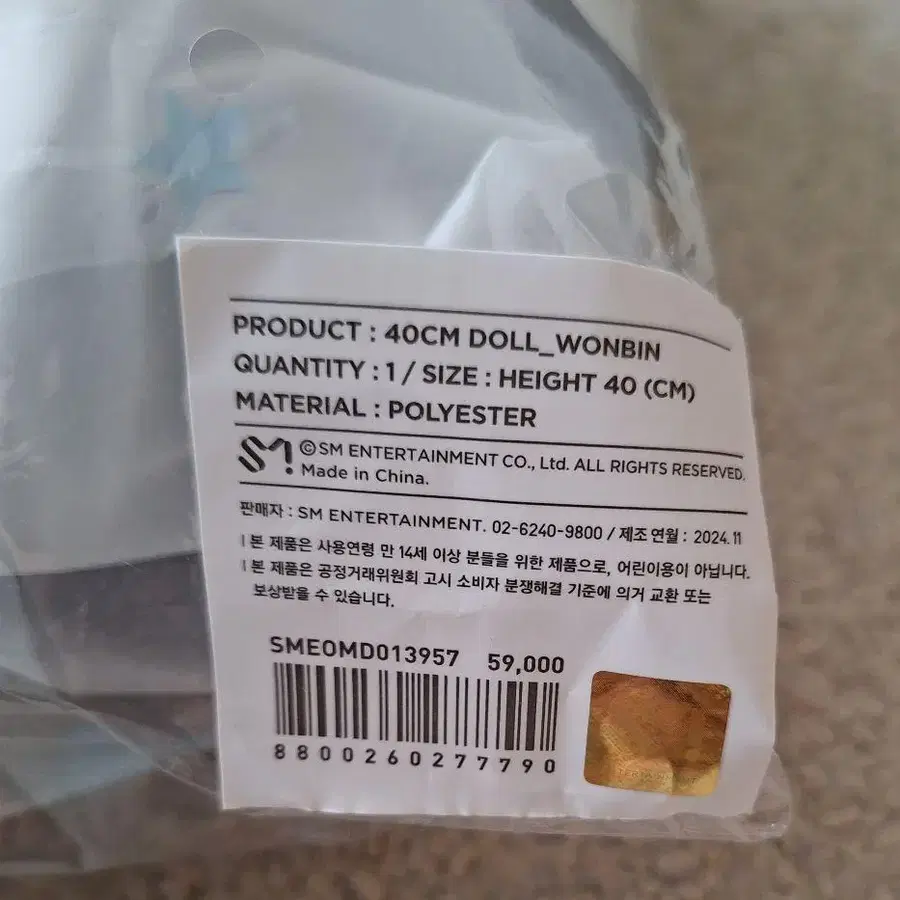 PRODUCT : 40CM DOLL_WONBIN
QUANTITY : 1 / SIZE : HEIGHT 40 (CM)
MATERIAL : POLYESTER
SM ©SM ENTERTAINMENT CO., Ltd. ALL RIGHTS RESERVED.
Made in China.
판매자 : SM ENTERTAINMENT. 02-6240-9800 / 제조연월 : 2024.11
| 본 제품은 사용연령 만 14세 이상 분들을 위한 제품으로, 어린이용이 아닙니다.
| 본 제품은 공정거래위원회 고시 소비자 분쟁해결 기준에 의거 교환 또는
보상받을 수 있습니다.
SMEOMD013957 59,000
8800260277790